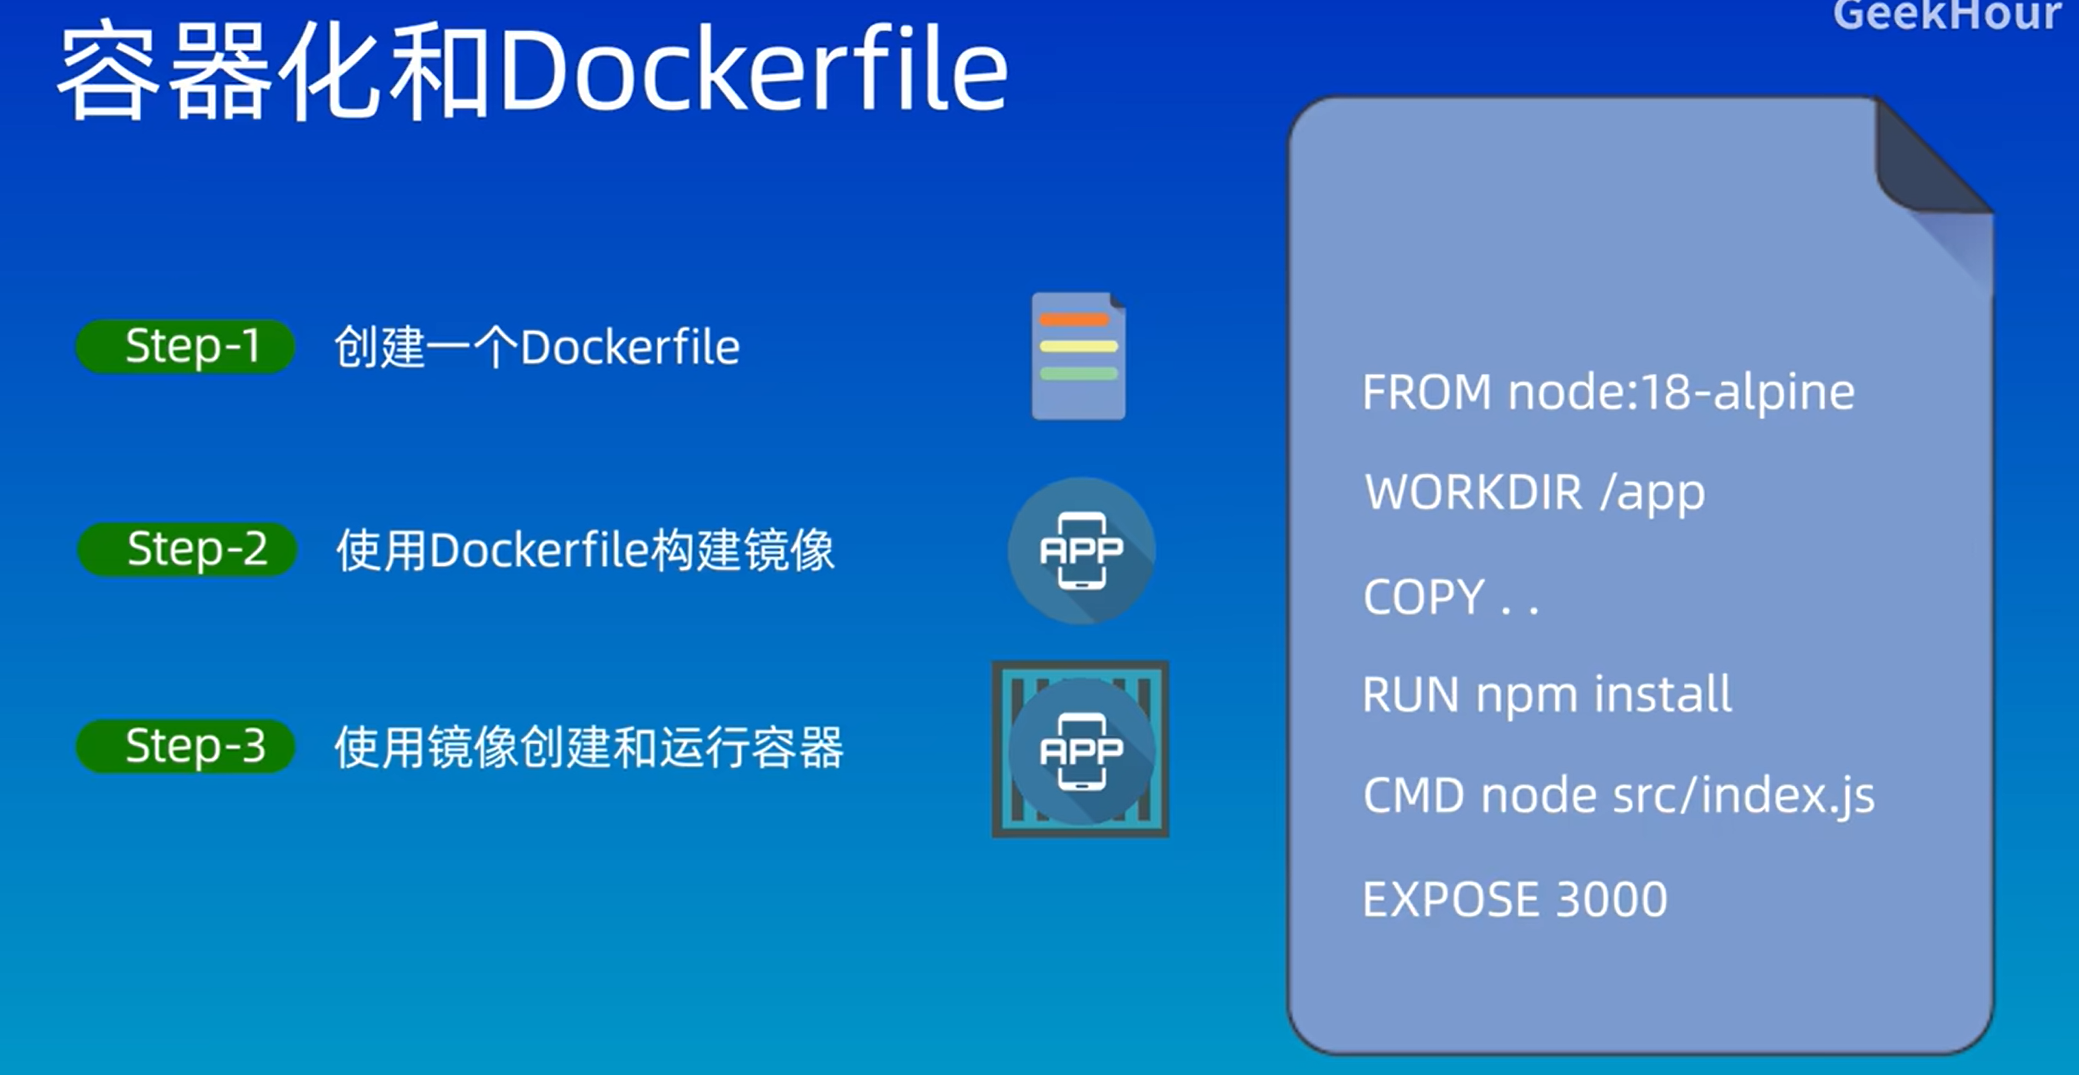 GeekHour
容器化和Dockerfile
Step-1 创建一个Dockerfile
Step-2 使用Dockerfile构建镜像
APP
Step-3 使用镜像创建和运行容器
APP
FROM node:18-alpine
WORKDIR /app
COPY . .
RUN npm install
CMD node src/index.js
EXPOSE 3000